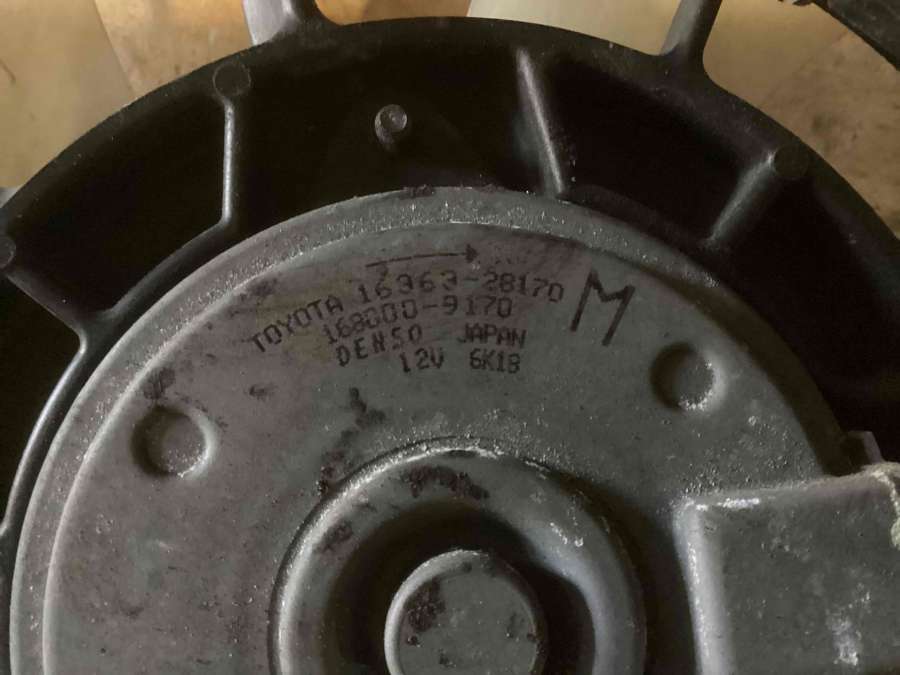 TOYOTA 16363-28170
M
168000-9170
DENSO JAPAN
12V 6K18